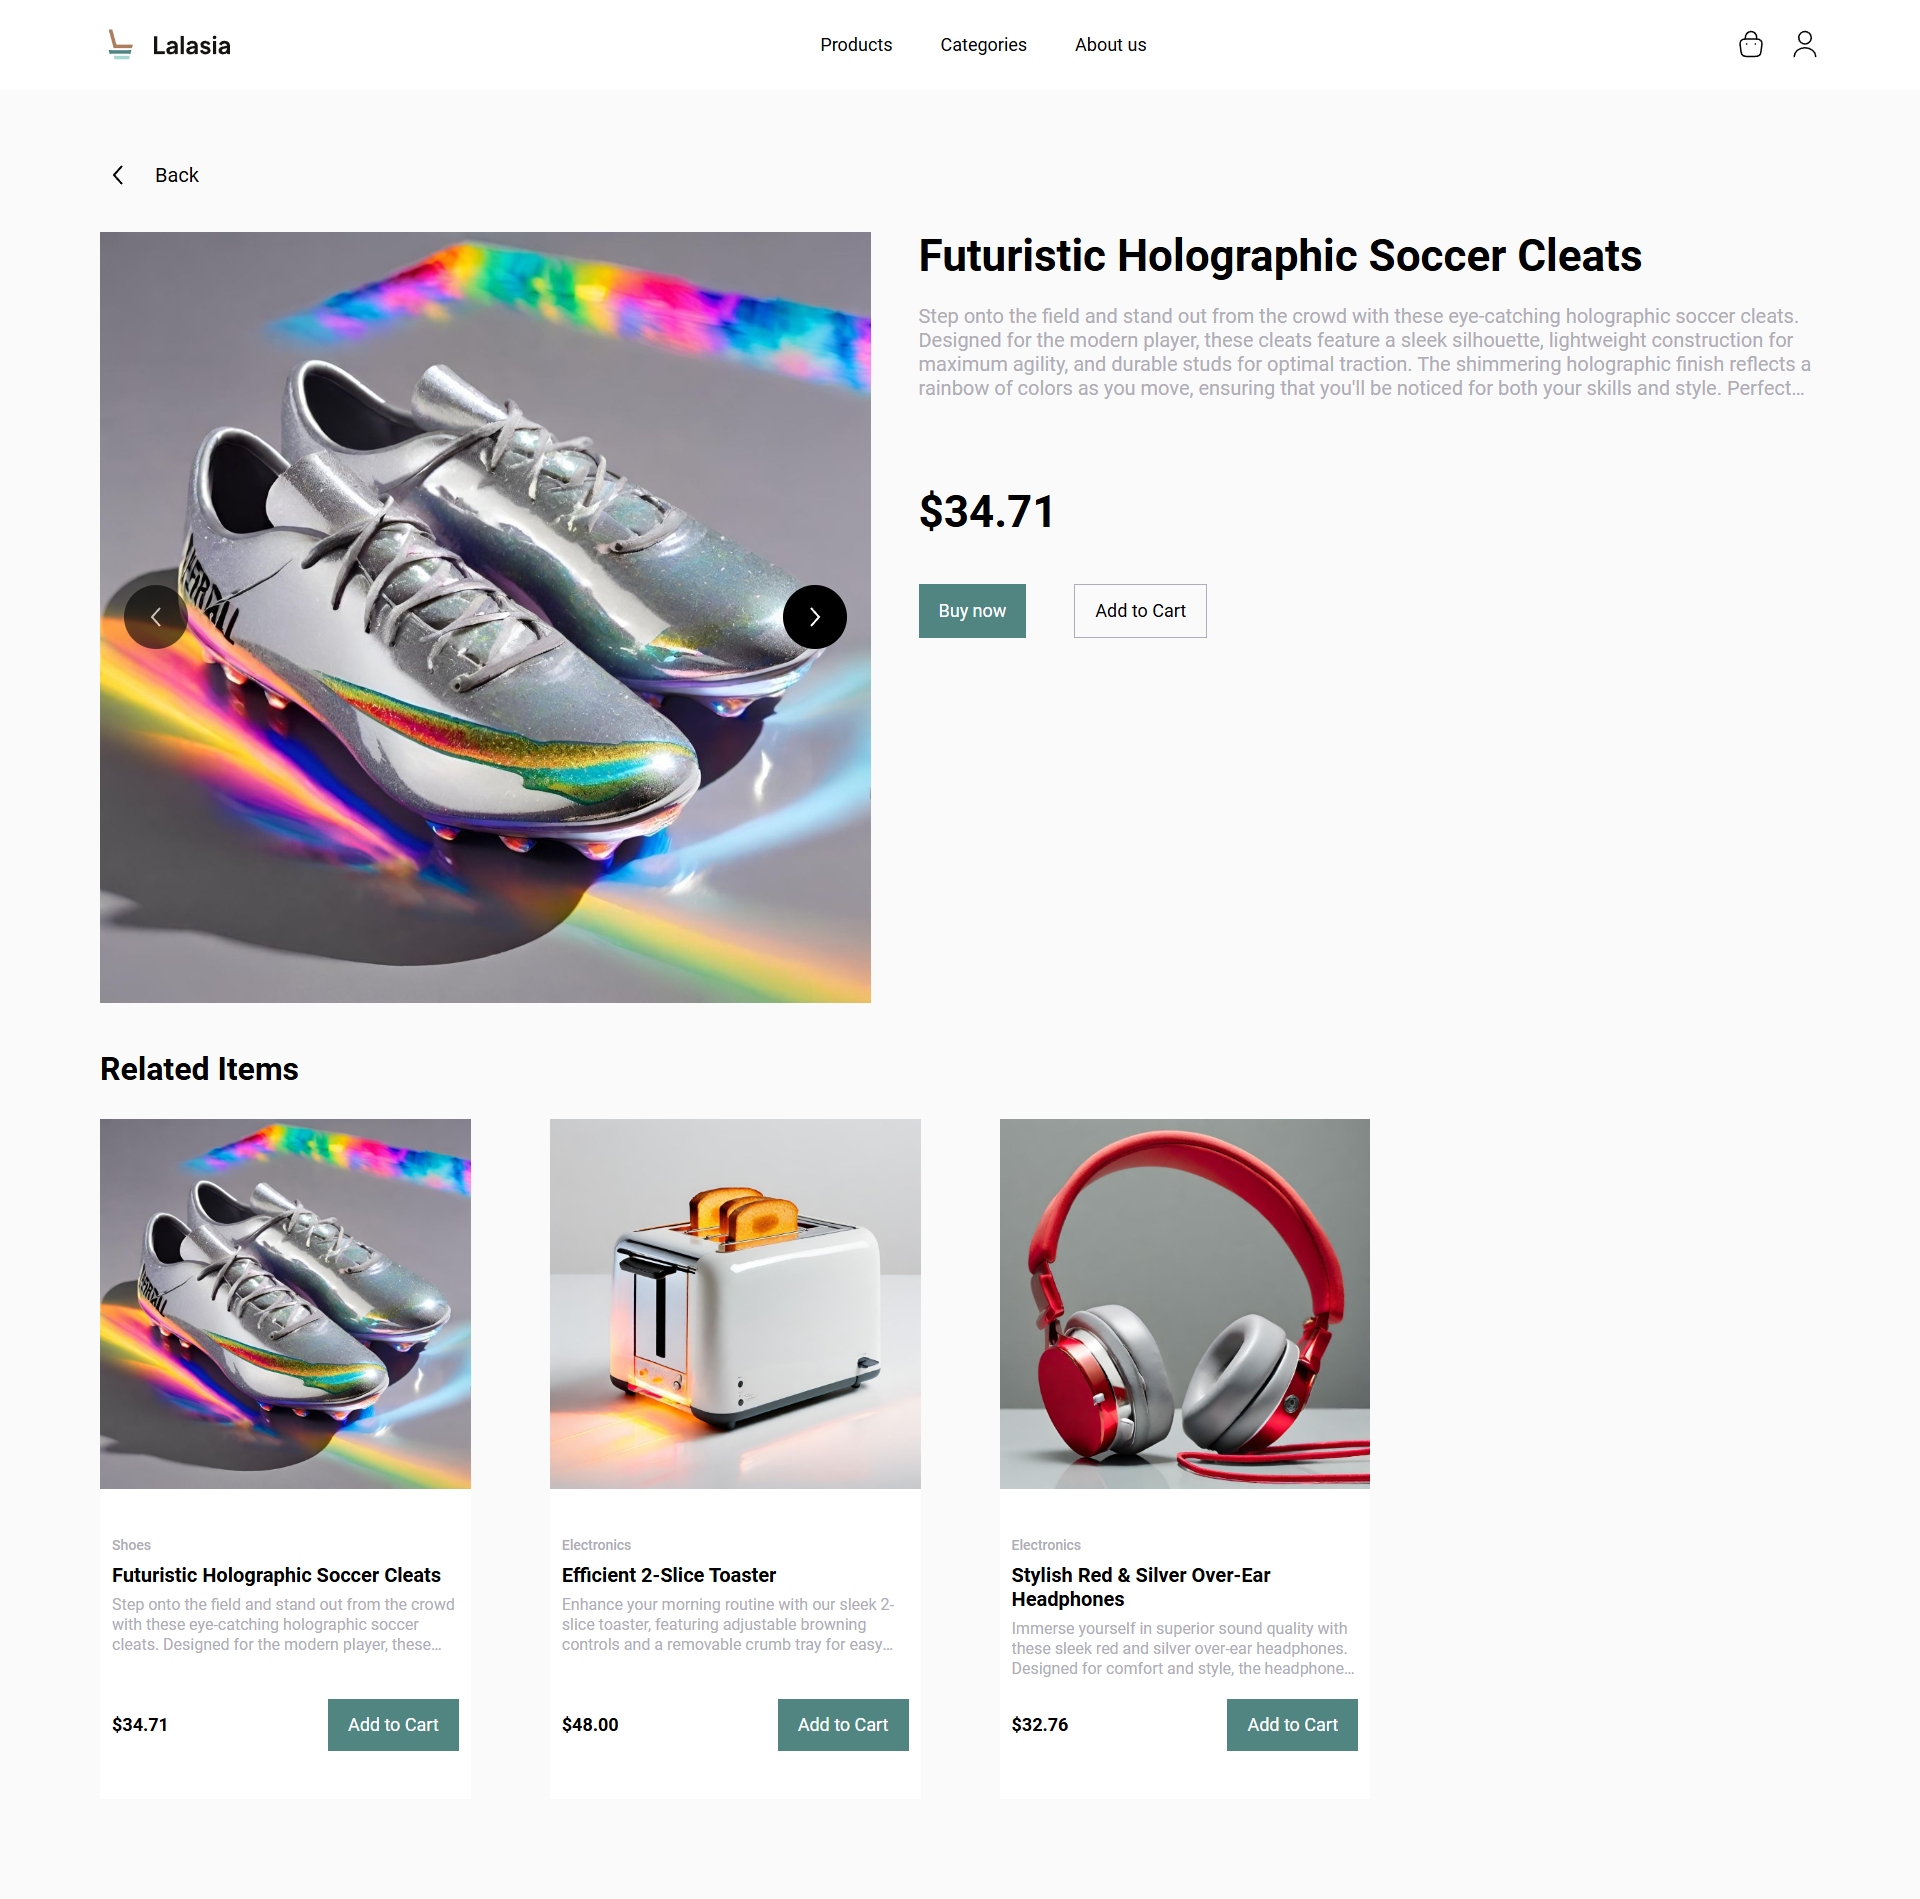 Lalasia
Products
Categories
About us
Back
Futuristic Holographic Soccer Cleats
Step onto the field and stand out from the crowd with these eye-catching holographic soccer cleats.
Designed for the modern player, these cleats feature a sleek silhouette, lightweight construction for
maximum agility, and durable studs for optimal traction. The shimmering holographic finish reflects a
rainbow of colors as you move, ensuring that you'll be noticed for both your skills and style. Perfect...
$34.71
Buy now
Add to Cart
Related Items
Shoes
Futuristic Holographic Soccer Cleats
Step onto the field and stand out from the crowd
with these eye-catching holographic soccer
cleats. Designed for the modern player, these...
$34.71
Add to Cart
Electronics
Efficient 2-Slice Toaster
Enhance your morning routine with our sleek 2-
slice toaster, featuring adjustable browning
controls and a removable crumb tray for easy...
$48.00
Add to Cart
Electronics
Stylish Red & Silver Over-Ear
Headphones
Immerse yourself in superior sound quality with
these sleek red and silver over-ear headphones.
Designed for comfort and style, the headphone...
$32.76
Add to Cart